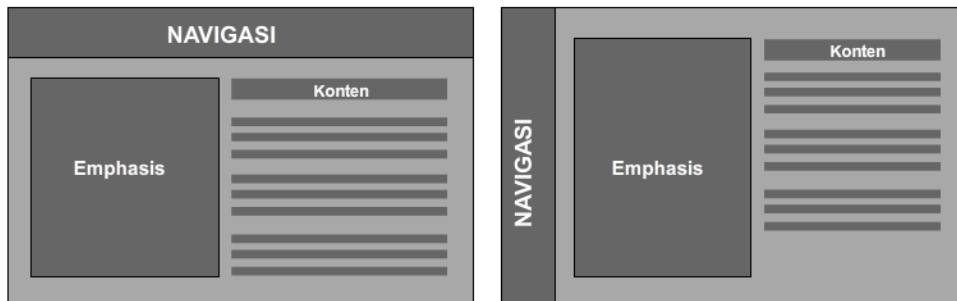 NAVIGASI
Konten
Emphasis
NAVIGASI
Konten
Emphasis